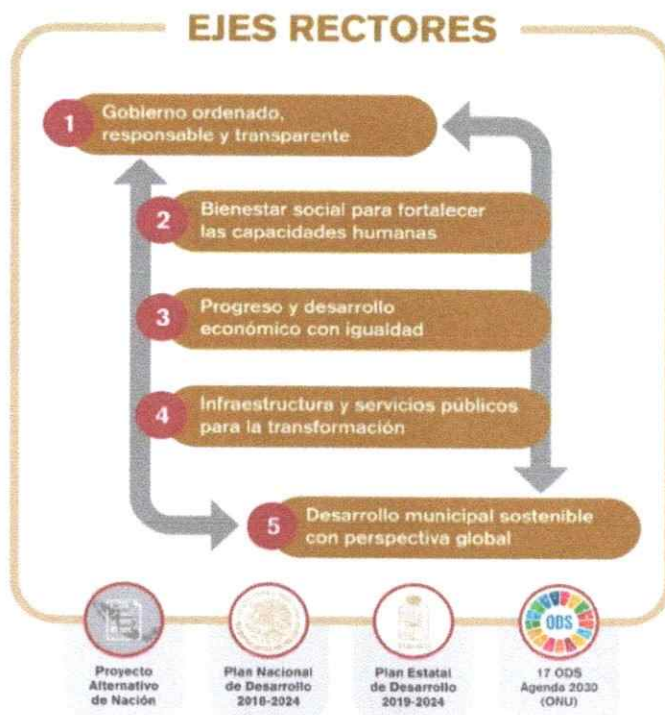 EJES RECTORES
1
Gobierno ordenado,
responsable y transparente
2
Bienestar social para fortalecer
las capacidades humanas
3
Progreso y desarrollo
económico con igualdad
4
Infraestructura y servicios públicos
para la transformación
5
Desarrollo municipal sostenible
con perspectiva global
Proyecto
Alternativo
de Nación
Plan Nacional
de Desarrollo
2018-2024
Plan Estatal
de Desarrollo
2019-2024
ODS
17 ODS
Agenda 2030
(ONU)